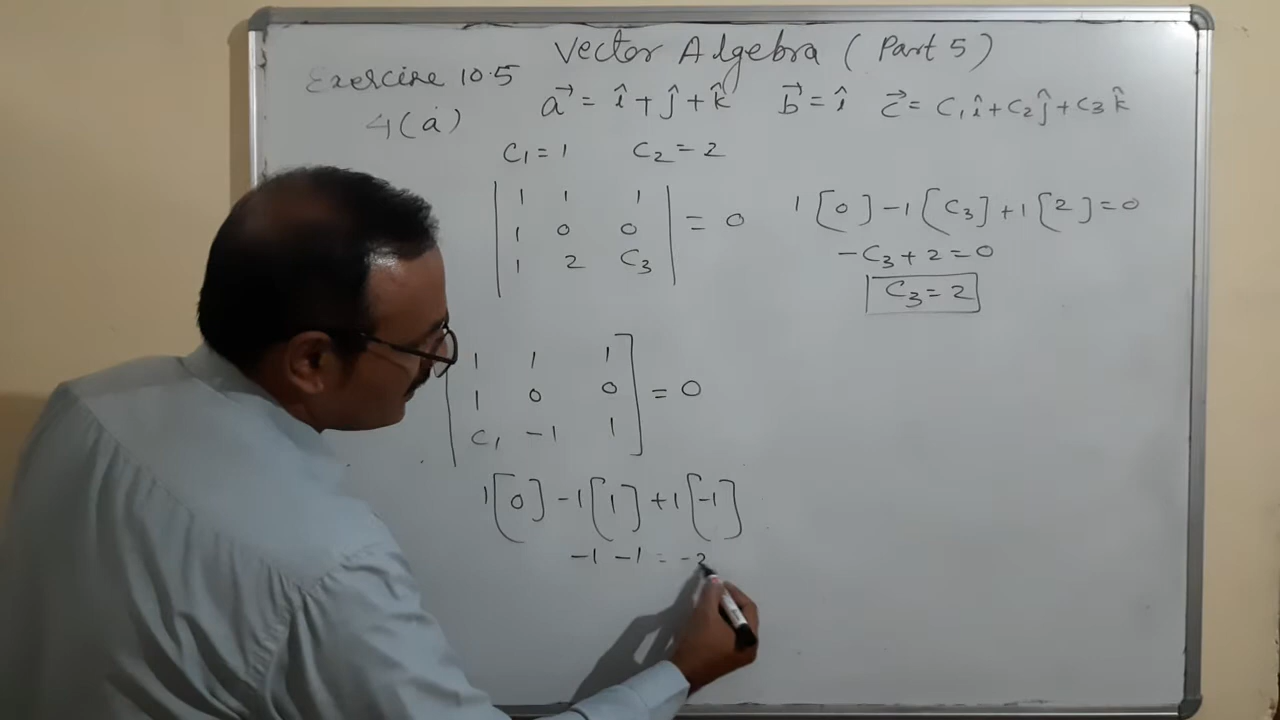 Vector Algebra (Part 5)
Exercise 10.5
4(a)
a⃗ = î + ĵ + k̂   b⃗ = î   c⃗ = C₁î + C₂ĵ + C₃k̂
C₁ = 1   C₂ = 2
| 1 1 1 |
| 1 0 0 | = 0
| 1 2 C₃ |
1[0] - 1[C₃] + 1[2] = 0
-C₃ + 2 = 0
C₃ = 2
| 1 1 1 ]
| 1 0 0 ] = 0
| C₁ -1 1 ]
1[0] - 1[1] + 1[-1]
-1 -1 = -2